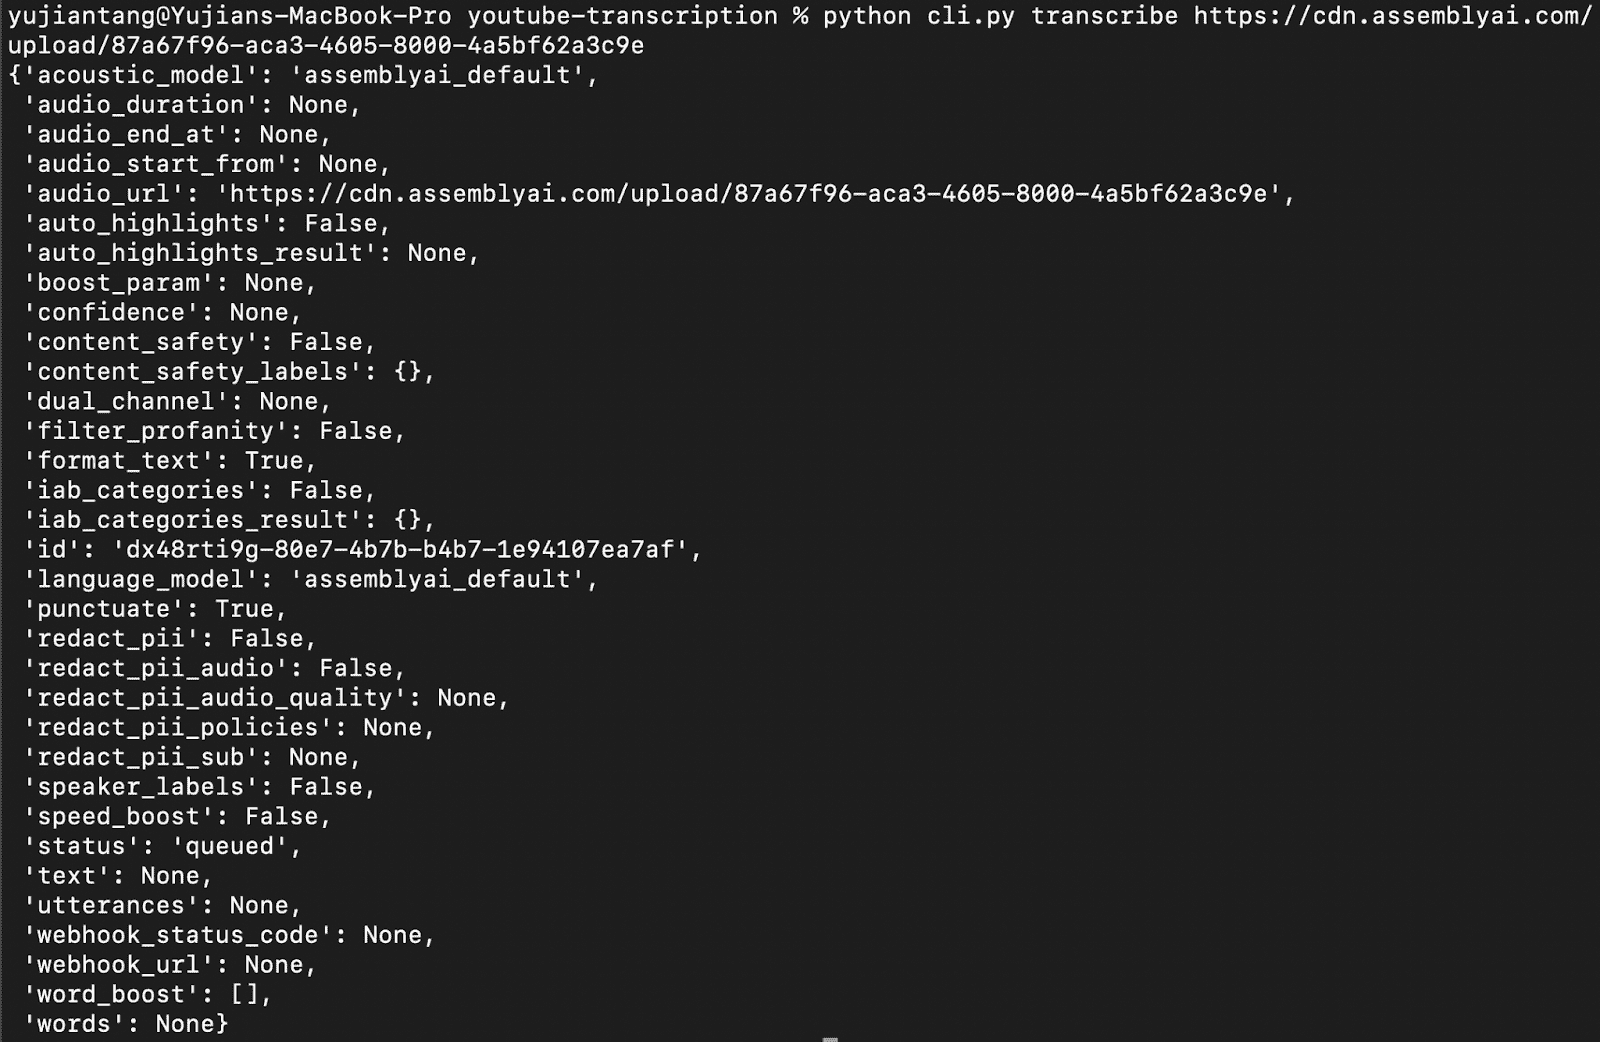 yujiantang@Yujians-MacBook-Pro youtube-transcription % python cli.py transcribe https://cdn.assemblyai.com/
upload/87a67f96-aca3-4605-8000-4a5bf62a3c9e
{'acoustic_model': 'assemblyai_default',
 'audio_duration': None,
 'audio_end_at': None,
 'audio_start_from': None,
 'audio_url': 'https://cdn.assemblyai.com/upload/87a67f96-aca3-4605-8000-4a5bf62a3c9e',
 'auto_highlights': False,
 'auto_highlights_result': None,
 'boost_param': None,
 'confidence': None,
 'content_safety': False,
 'content_safety_labels': {},
 'dual_channel': None,
 'filter_profanity': False,
 'format_text': True,
 'iab_categories': False,
 'iab_categories_result': {},
 'id': 'dx48rti9g-80e7-4b7b-b4b7-1e94107ea7af',
 'language_model': 'assemblyai_default',
 'punctuate': True,
 'redact_pii': False,
 'redact_pii_audio': False,
 'redact_pii_audio_quality': None,
 'redact_pii_policies': None,
 'redact_pii_sub': None,
 'speaker_labels': False,
 'speed_boost': False,
 'status': 'queued',
 'text': None,
 'utterances': None,
 'webhook_status_code': None,
 'webhook_url': None,
 'word_boost': [],
 'words': None}